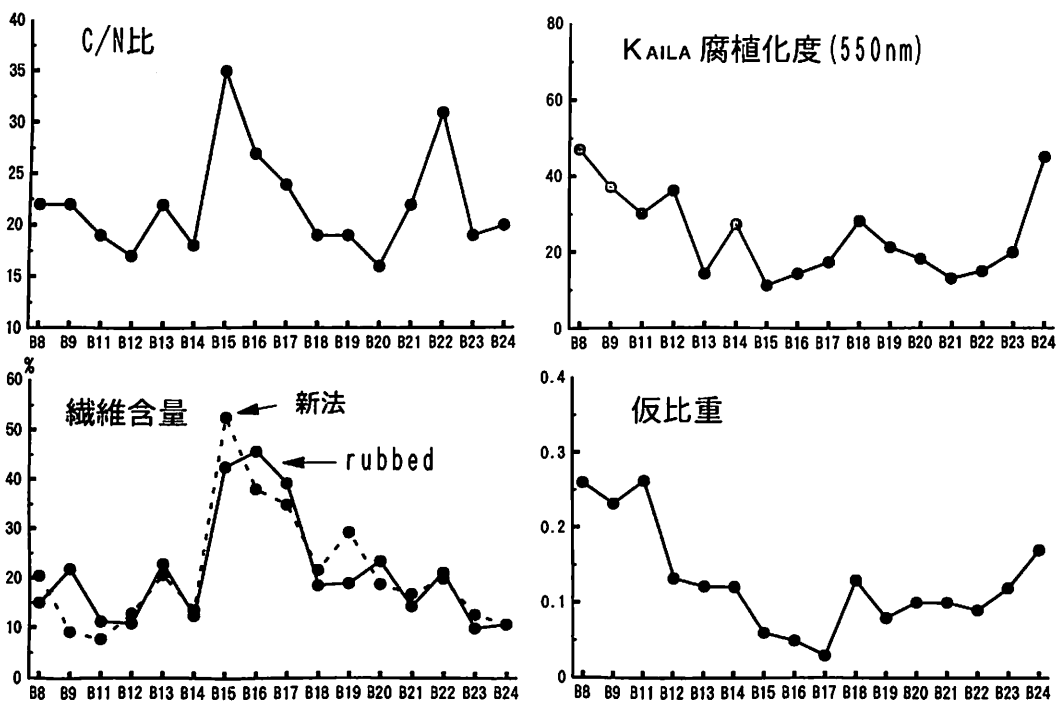 C/N比
40
35
30
25
20
15
10
B8 B9 B11 B12 B13 B14 B15 B16 B17 B18 B19 B20 B21 B22 B23 B24
KAILA 腐植化度(550nm)
80
60
40
20
0
B8 B9 B11 B12 B13 B14 B15 B16 B17 B18 B19 B20 B21 B22 B23 B24
%
繊維含量
新法
rubbed
60
50
40
30
20
10
0
B8 B9 B11 B12 B13 B14 B15 B16 B17 B18 B19 B20 B21 B22 B23 B24
仮比重
0.4
0.3
0.2
0.1
0
B8 B9 B11 B12 B13 B14 B15 B16 B17 B18 B19 B20 B21 B22 B23 B24